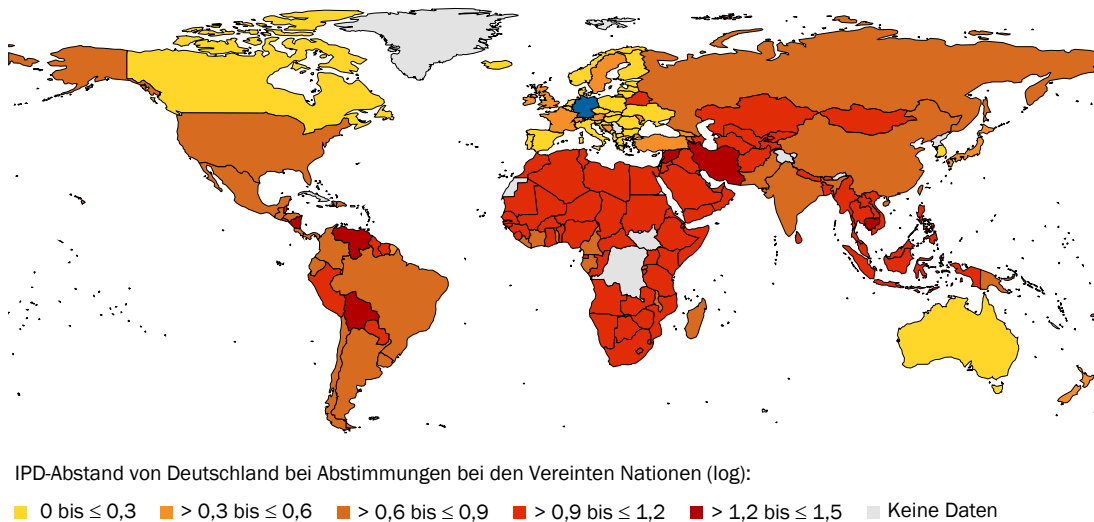 IPD-Abstand von Deutschland bei Abstimmungen bei den Vereinten Nationen (log):
0 bis ≤ 0,3 > 0,3 bis ≤ 0,6 > 0,6 bis ≤ 0,9 > 0,9 bis ≤ 1,2 > 1,2 bis ≤ 1,5 Keine Daten